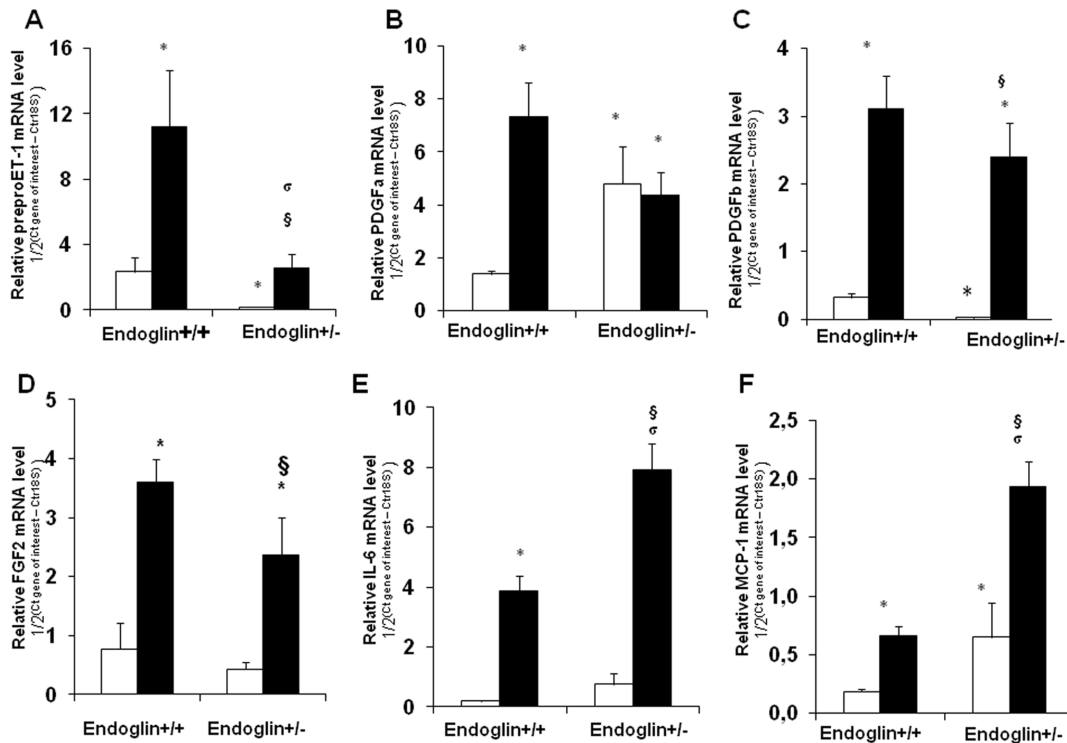 A
Relative preproET-1 mRNA level
1/2(Ct gene of interest – Ctr18S))
16
12
8
4
0
*
*
σ
§
Endoglin+/+
Endoglin+/-
B
Relative PDGFa mRNA level
1/2(Ct gene of interest – Ctr18S))
10
8
6
4
2
0
*
*
*
Endoglin+/+
Endoglin+/-
C
Relative PDGFb mRNA level
1/2(Ct gene of interest – Ctr18S))
4
3
2
1
0
*
*
§
*
Endoglin+/+
Endoglin+/-
D
Relative FGF2 mRNA level
1/2(Ct gene of interest – Ctr18S))
5
4
3
2
1
0
*
§
*
Endoglin+/+
Endoglin+/-
E
Relative IL-6 mRNA level
1/2(Ct gene of interest – Ctr18S))
10
8
6
4
2
0
*
§
σ
Endoglin+/+
Endoglin+/-
F
Relative MCP-1 mRNA level
1/2(Ct gene of interest – Ctr18S))
2,5
2,0
1,5
1,0
0,5
0,0
*
*
§
σ
Endoglin+/+
Endoglin+/-